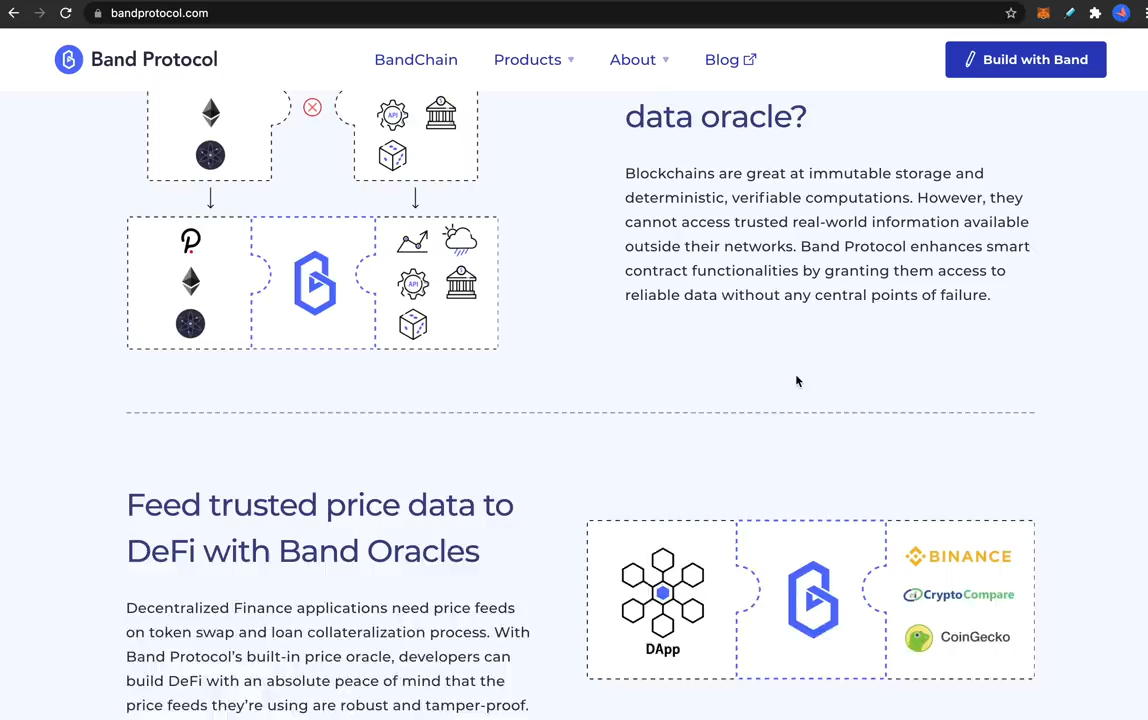 bandprotocol.com
Band Protocol
BandChain
Products
About
Blog
Build with Band
API
data oracle?
Blockchains are great at immutable storage and
deterministic, verifiable computations. However, they
cannot access trusted real-world information available
outside their networks. Band Protocol enhances smart
contract functionalities by granting them access to
reliable data without any central points of failure.
API
Feed trusted price data to
DeFi with Band Oracles
Decentralized Finance applications need price feeds
on token swap and loan collateralization process. With
Band Protocol’s built-in price oracle, developers can
build DeFi with an absolute peace of mind that the
price feeds they’re using are robust and tamper-proof.
DApp
BINANCE
CryptoCompare
CoinGecko